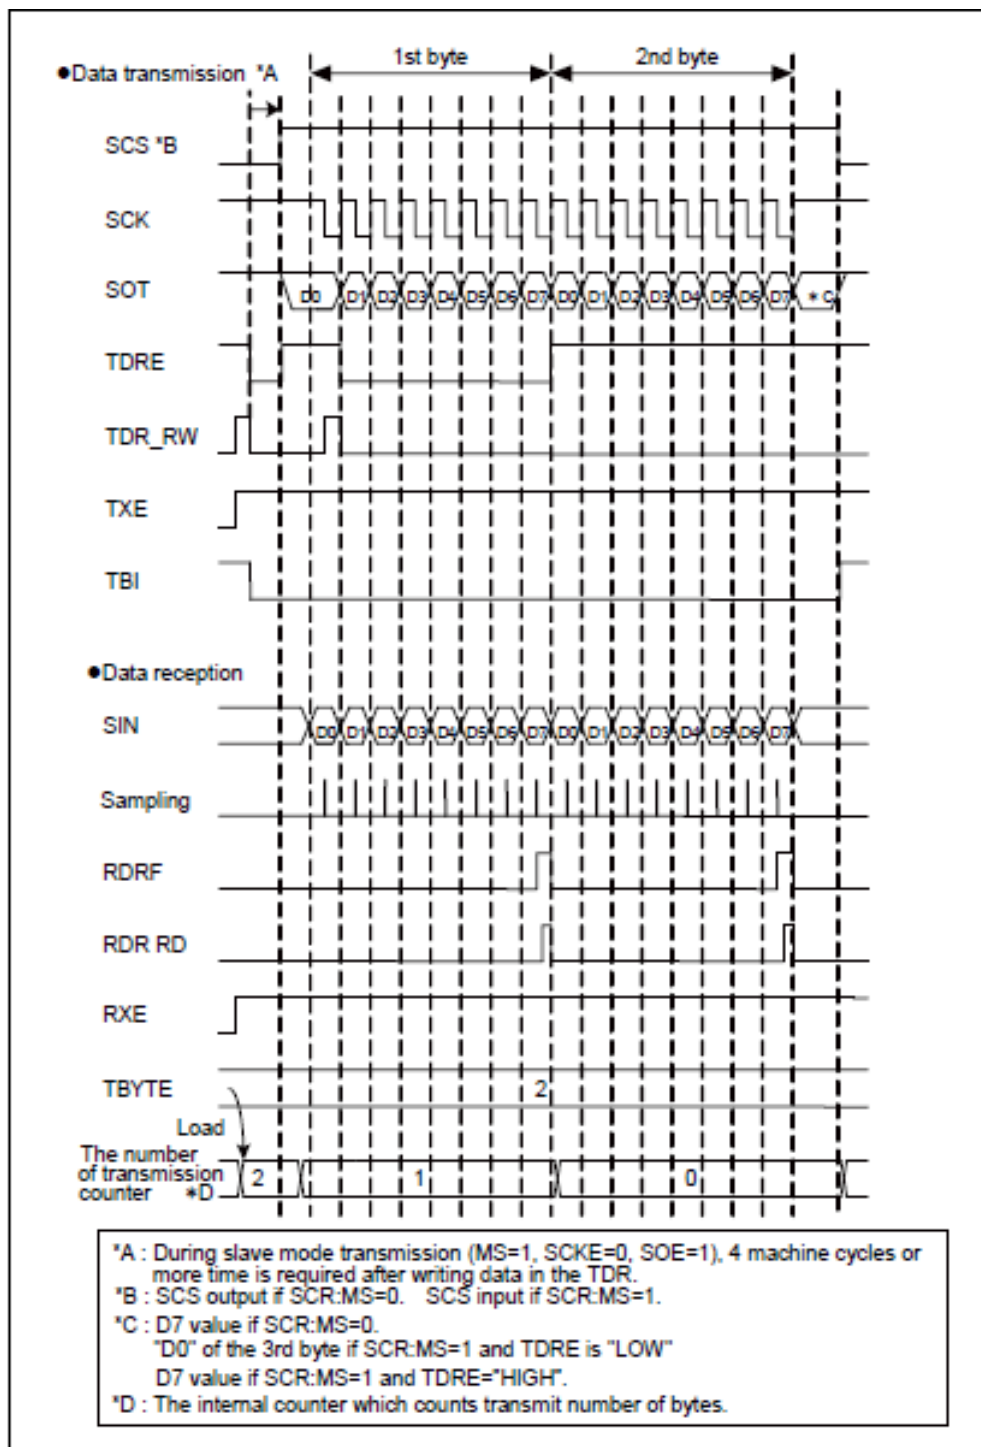 1st byte 2nd byte
●Data transmission *A
SCS *B
SCK
SOT D0 D1 D2 D3 D4 D5 D6 D7 D0 D1 D2 D3 D4 D5 D6 D7 *C
TDRE
TDR_RW
TXE
TBI
●Data reception
SIN D0 D1 D2 D3 D4 D5 D6 D7 D0 D1 D2 D3 D4 D5 D6 D7
Sampling
RDRF
RDR RD
RXE
TBYTE 2
Load
The number
of transmission
counter *D 2 1 0
*A : During slave mode transmission (MS=1, SCKE=0, SOE=1), 4 machine cycles or
more time is required after writing data in the TDR.
*B : SCS output if SCR:MS=0. SCS input if SCR:MS=1.
*C : D7 value if SCR:MS=0.
"D0" of the 3rd byte if SCR:MS=1 and TDRE is "LOW"
D7 value if SCR:MS=1 and TDRE="HIGH".
*D : The internal counter which counts transmit number of bytes.